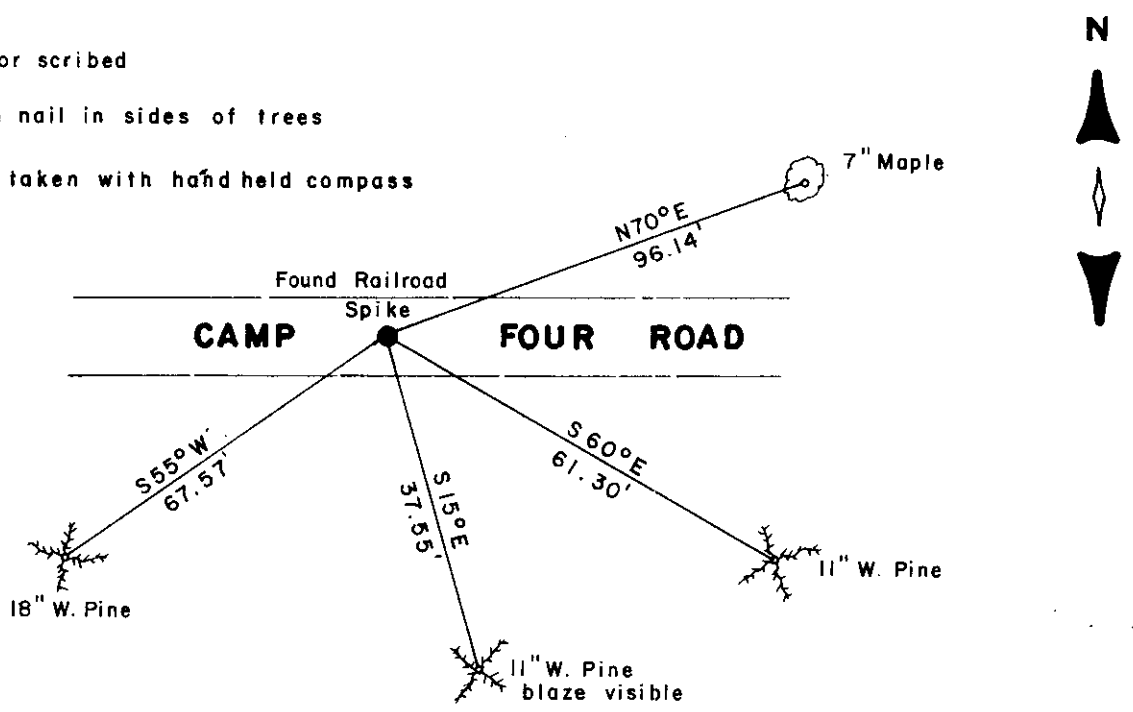 or scribed
nail in sides of trees
taken with hand held compass
N
7" Maple
N70°E
96.14'
Found Railroad
Spike
CAMP FOUR ROAD
S55°W
67.57'
S15°E
37.55'
S60°E
61.30'
18" W. Pine
11" W. Pine
11" W. Pine
blaze visible